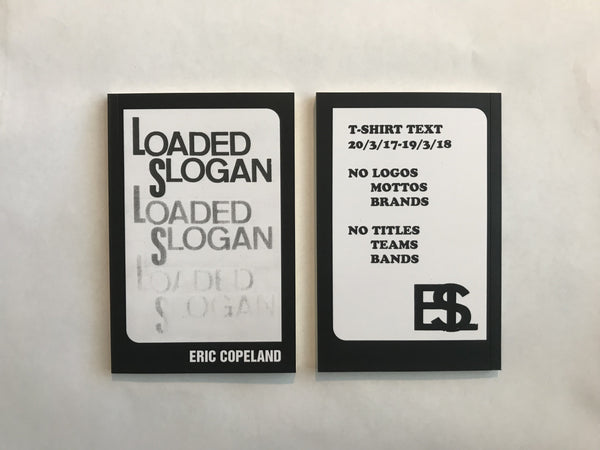 LOADED
SLOGAN
LOADED
SLOGAN
LOADED
SLOGAN
ERIC COPELAND
T-SHIRT TEXT
20/3/17-19/3/18
NO LOGOS
MOTTOS
BRANDS
NO TITLES
TEAMS
BANDS
ESL